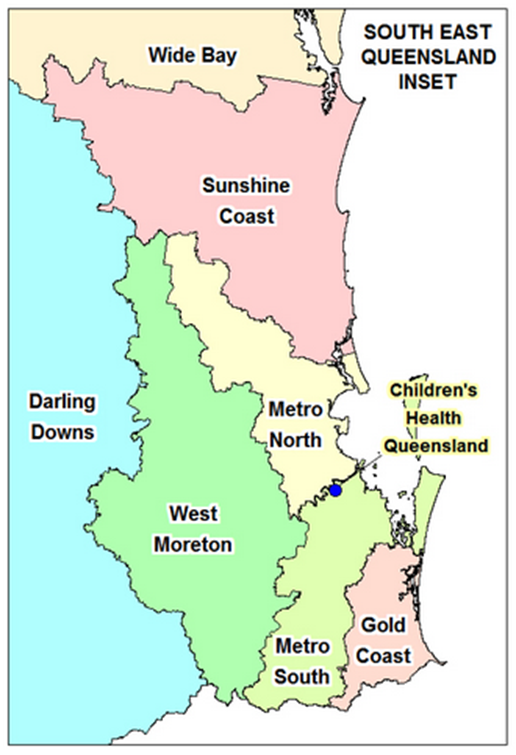 SOUTH EAST
QUEENSLAND
INSET
Wide Bay
Sunshine
Coast
Children's
Health
Queensland
Darling
Downs
Metro
North
West
Moreton
Gold
Coast
Metro
South